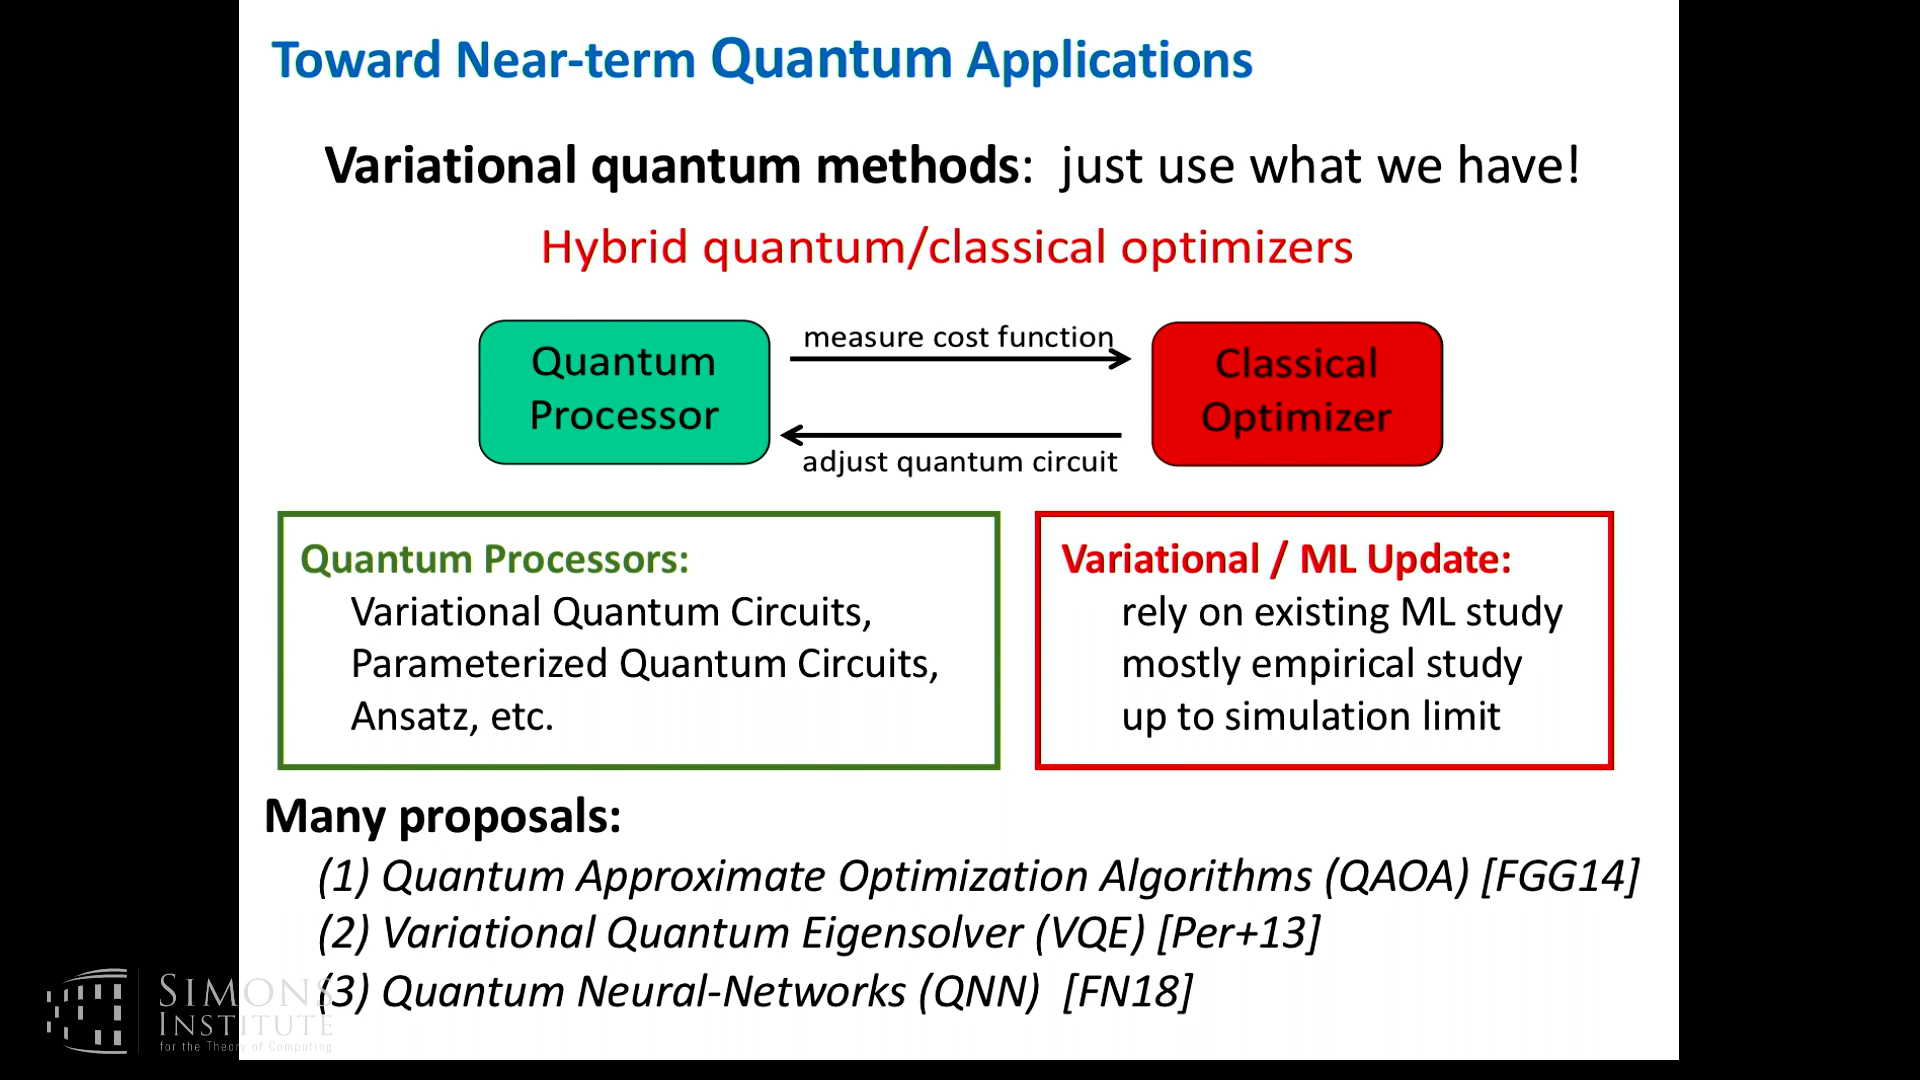 Toward Near-term Quantum Applications
Variational quantum methods: just use what we have!
Hybrid quantum/classical optimizers
Quantum
Processor
measure cost function
adjust quantum circuit
Classical
Optimizer
Quantum Processors:
Variational Quantum Circuits,
Parameterized Quantum Circuits,
Ansatz, etc.
Variational / ML Update:
rely on existing ML study
mostly empirical study
up to simulation limit
Many proposals:
(1) Quantum Approximate Optimization Algorithms (QAOA) [FGG14]
(2) Variational Quantum Eigensolver (VQE) [Per+13]
(3) Quantum Neural-Networks (QNN) [FN18]
SIMONS
INSTITUTE
for the Theory of Computing